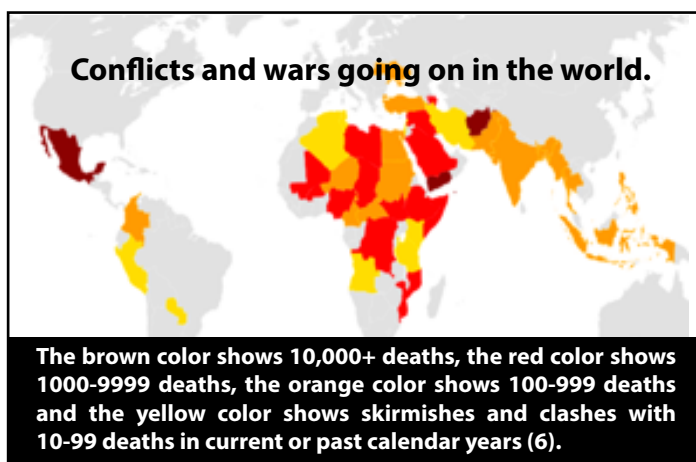 Conflicts and wars going on in the world.
The brown color shows 10,000+ deaths, the red color shows
1000-9999 deaths, the orange color shows 100-999 deaths
and the yellow color shows skirmishes and clashes with
10-99 deaths in current or past calendar years (6).